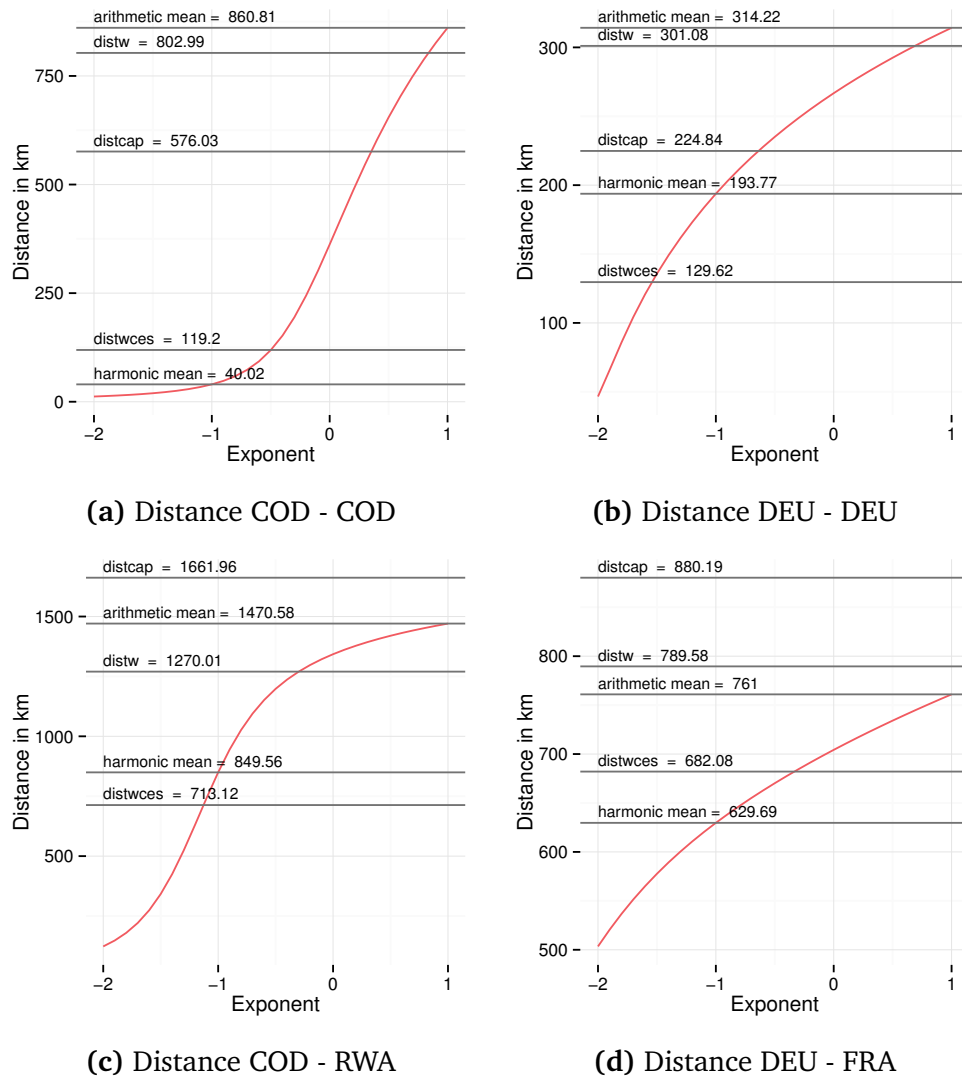 arithmetic mean = 860.81
distw = 802.99
distcap = 576.03
distwces = 119.2
harmonic mean = 40.02
750
500
250
0
Distance in km
−2 −1 0 1
Exponent
(a) Distance COD - COD
arithmetic mean = 314.22
distw = 301.08
distcap = 224.84
harmonic mean = 193.77
distwces = 129.62
300
200
100
Distance in km
−2 −1 0 1
Exponent
(b) Distance DEU - DEU
distcap = 1661.96
arithmetic mean = 1470.58
distw = 1270.01
harmonic mean = 849.56
distwces = 713.12
1500
1000
500
Distance in km
−2 −1 0 1
Exponent
(c) Distance COD - RWA
distcap = 880.19
distw = 789.58
arithmetic mean = 761
distwces = 682.08
harmonic mean = 629.69
800
700
600
500
Distance in km
−2 −1 0 1
Exponent
(d) Distance DEU - FRA